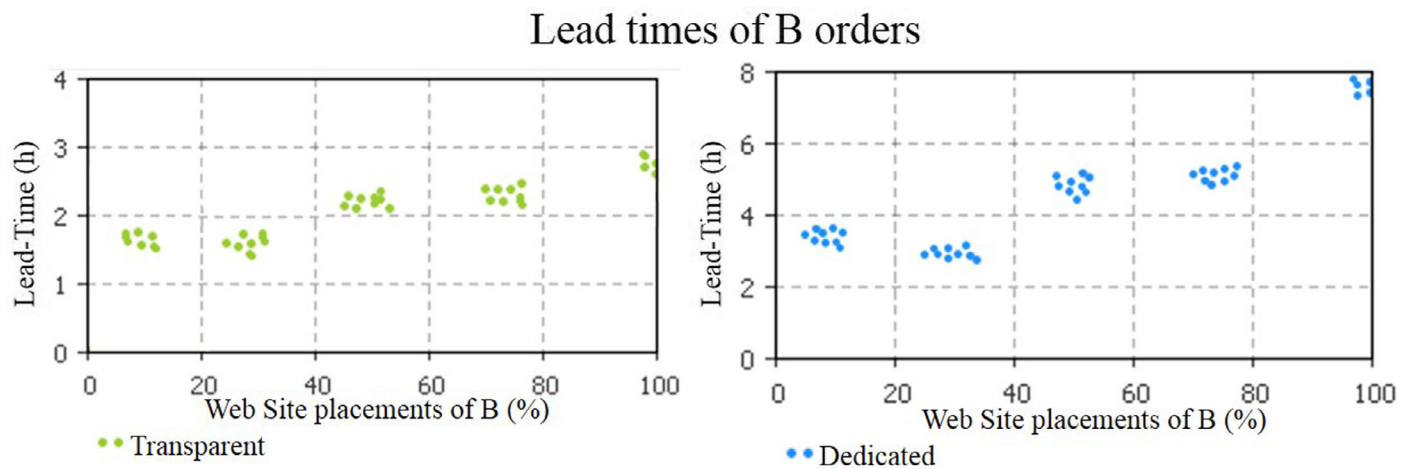 Lead times of B orders
4
3
2
1
0
Lead-Time (h)
0 20 40 60 80 100
Web Site placements of B (%)
Transparent
8
6
4
2
0
Lead-Time (h)
0 20 40 60 80 100
Web Site placements of B (%)
Dedicated